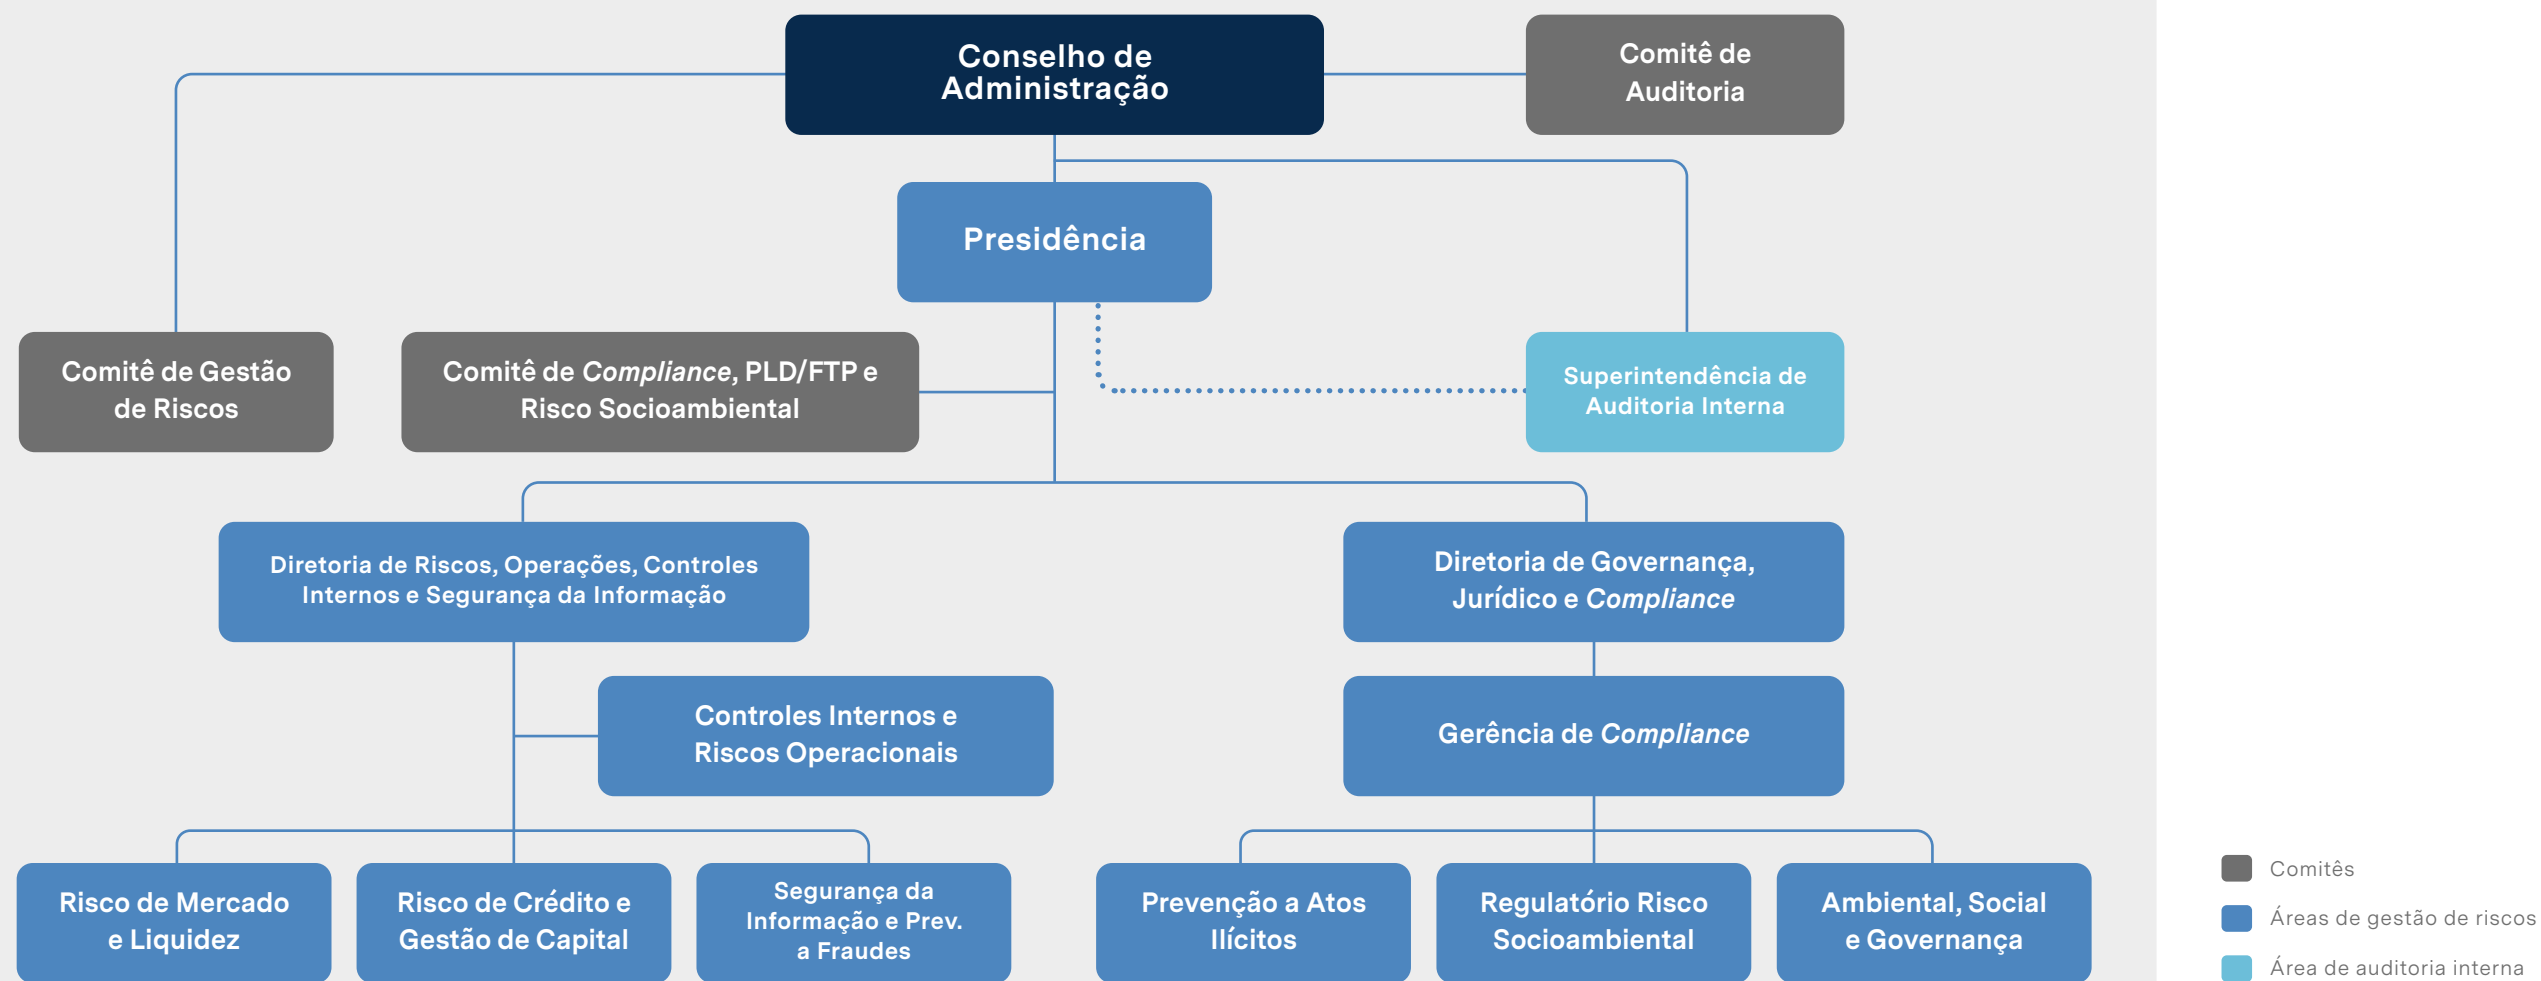 Conselho de
Administração
Comitê de
Auditoria
Presidência
Comitê de Gestão
de Riscos
Comitê de Compliance, PLD/FTP e
Risco Socioambiental
Superintendência de
Auditoria Interna
Diretoria de Riscos, Operações, Controles
Internos e Segurança da Informação
Diretoria de Governança,
Jurídico e Compliance
Controles Internos e
Riscos Operacionais
Gerência de Compliance
Risco de Mercado
e Liquidez
Risco de Crédito e
Gestão de Capital
Segurança da
Informação e Prev.
a Fraudes
Prevenção a Atos
Ilícitos
Regulatório Risco
Socioambiental
Ambiental, Social
e Governança
Comitês
Áreas de gestão de riscos
Área de auditoria interna